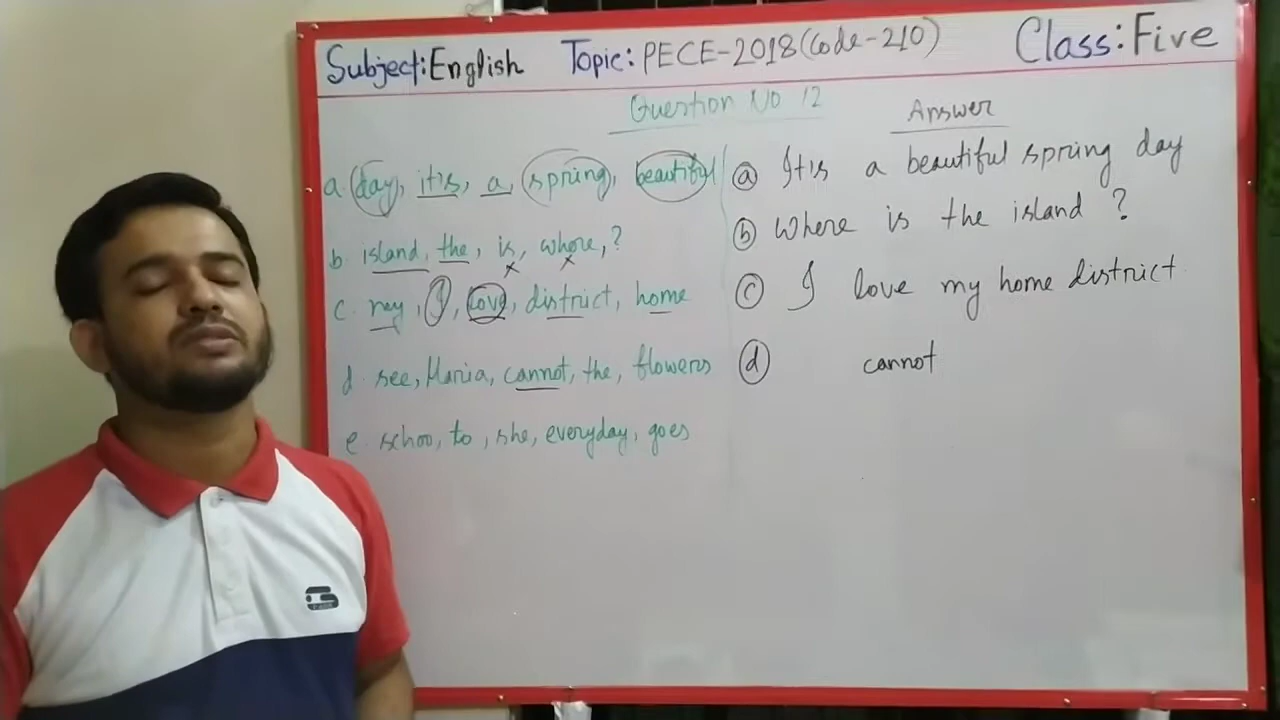 Subject: English Topic: PECE-2018 (Code-210) Class: Five
Question No 12
Answer
a. day, it is, a, spring, beautiful
b. island, the, is, where, ?
c. my, I, love, district, home
d. see, Maria, cannot, the, flowers
e. schoo, to, she, everyday, goes
(a) It is a beautiful spring day
(b) Where is the island ?
(c) I love my home district
(d) cannot